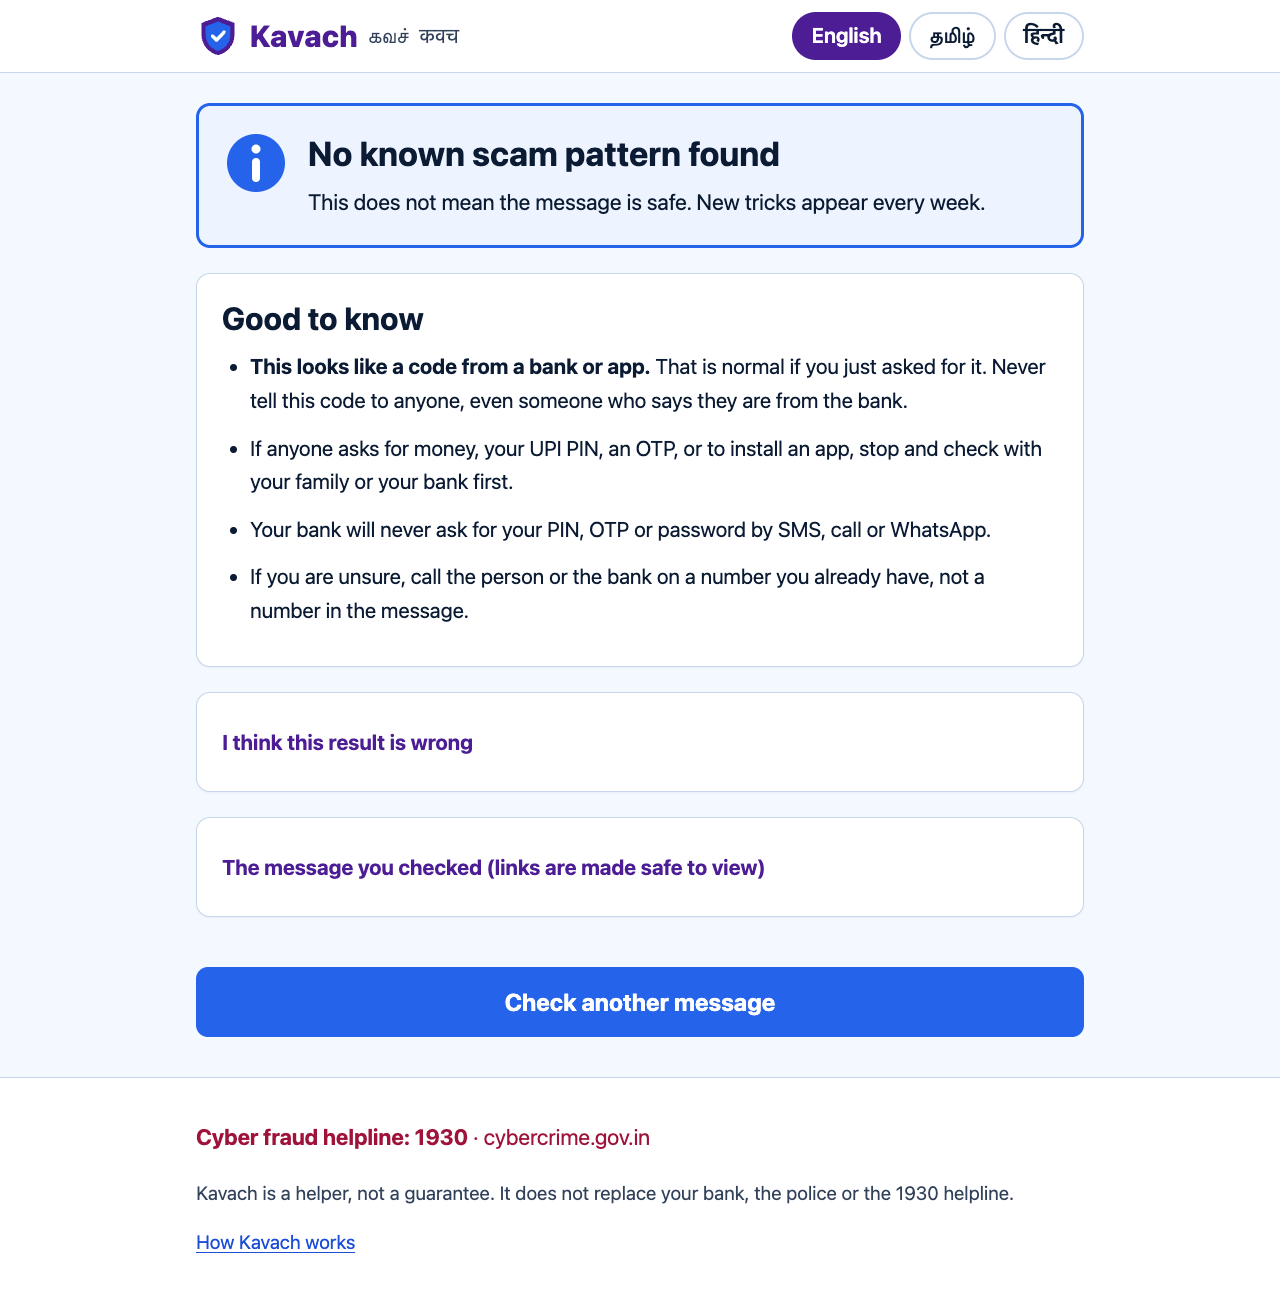 Kavach கவச் कवच
English தமிழ் हिन्दी
No known scam pattern found
This does not mean the message is safe. New tricks appear every week.
Good to know
• This looks like a code from a bank or app. That is normal if you just asked for it. Never
tell this code to anyone, even someone who says they are from the bank.
• If anyone asks for money, your UPI PIN, an OTP, or to install an app, stop and check with
your family or your bank first.
• Your bank will never ask for your PIN, OTP or password by SMS, call or WhatsApp.
• If you are unsure, call the person or the bank on a number you already have, not a
number in the message.
I think this result is wrong
The message you checked (links are made safe to view)
Check another message
Cyber fraud helpline: 1930 · cybercrime.gov.in
Kavach is a helper, not a guarantee. It does not replace your bank, the police or the 1930 helpline.
How Kavach works